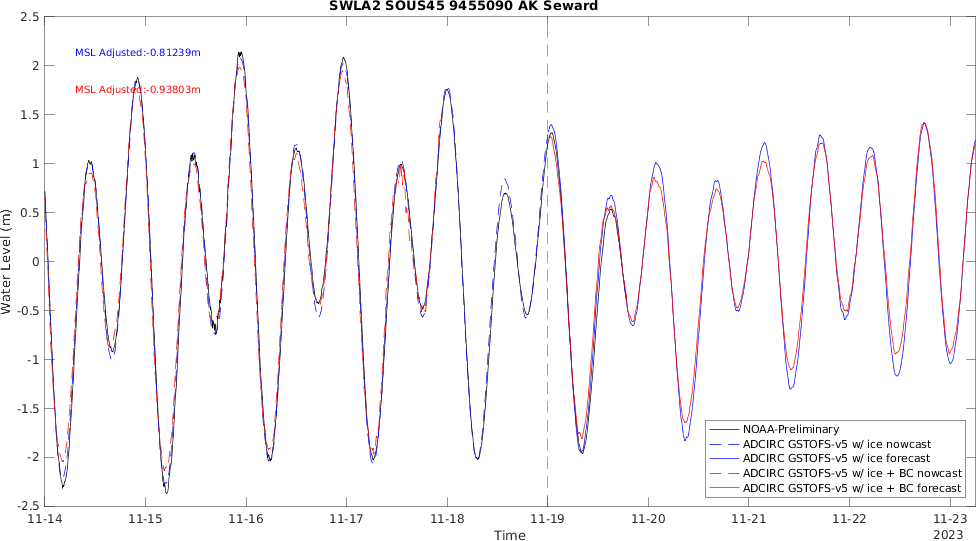 SWLA2 SOUS45 9455090 AK Seward
2.5
2
1.5
1
0.5
0
-0.5
-1
-1.5
-2
-2.5
Water Level (m)
MSL Adjusted:-0.81239m
MSL Adjusted:-0.93803m
NOAA-Preliminary
ADCIRC GSTOFS-v5 w/ ice nowcast
ADCIRC GSTOFS-v5 w/ ice forecast
ADCIRC GSTOFS-v5 w/ ice + BC nowcast
ADCIRC GSTOFS-v5 w/ ice + BC forecast
11-14 11-15 11-16 11-17 11-18 11-19 11-20 11-21 11-22 11-23
Time
2023